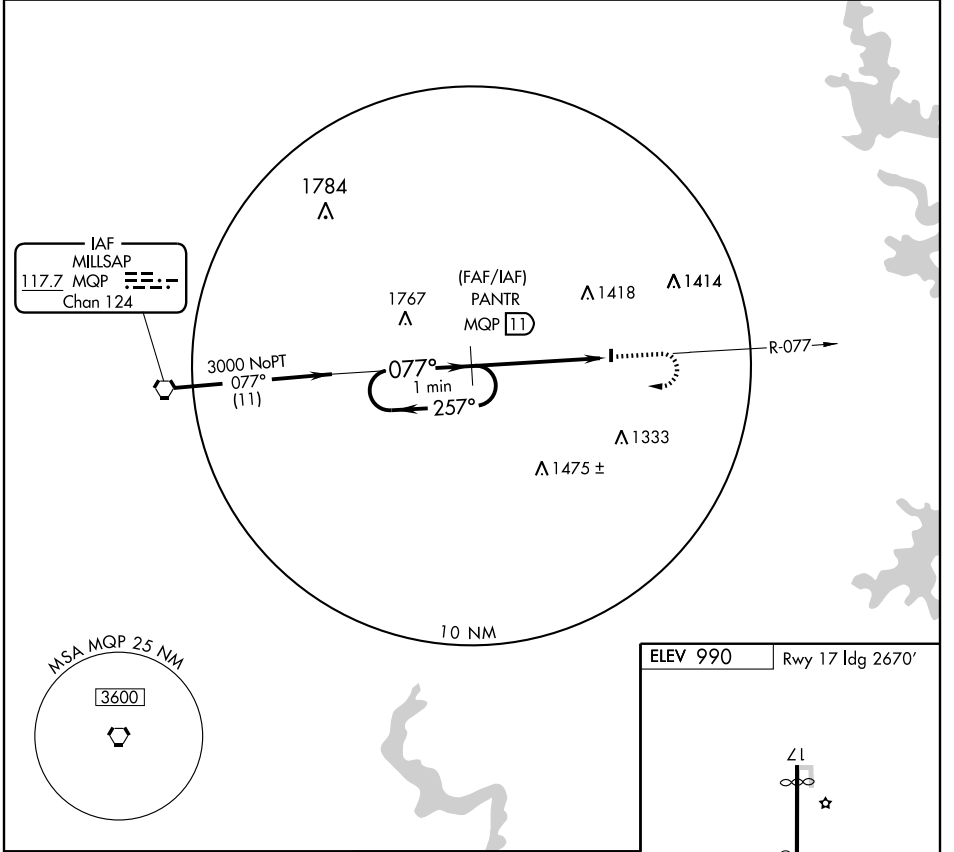 1784
IAF
MILLSAP
117.7 MQP
Chan 124
(FAF/IAF)
PANTR
MQP 11
1767
1418
1414
3000 NoPT
077°
(11)
077°
1 min
257°
R-077
1333
1475 ±
10 NM
MSA MQP 25 NM
3600
ELEV 990
Rwy 17 ldg 2670'
17